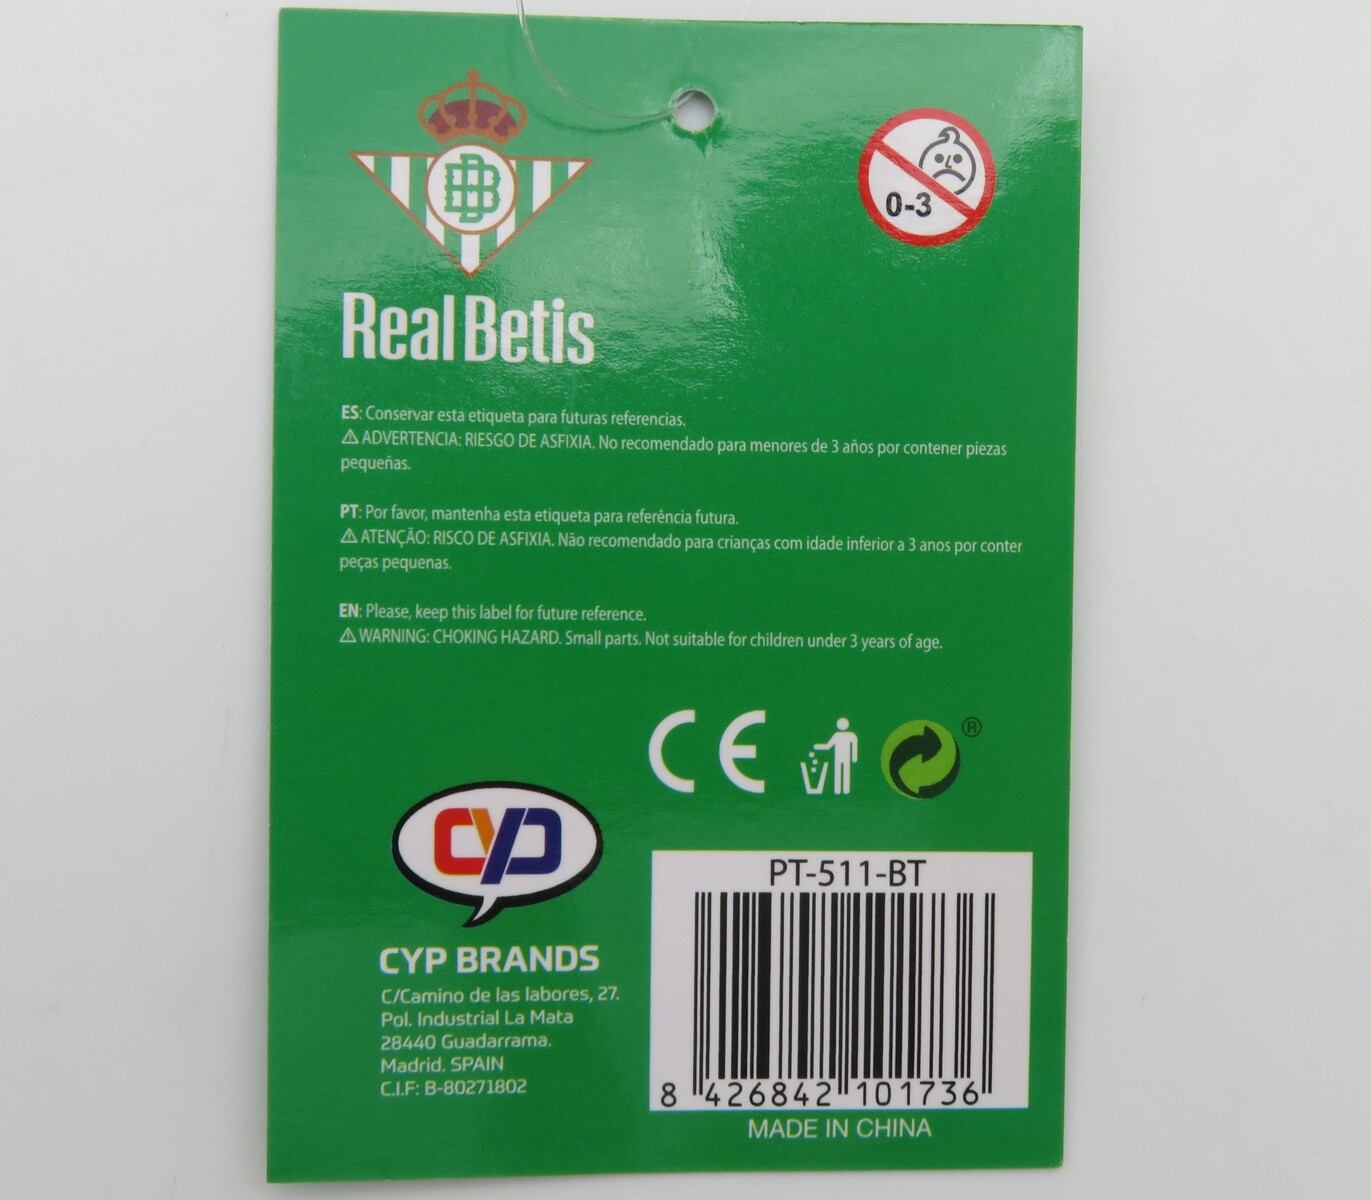 DBB
0-3
Real Betis
ES: Conservar esta etiqueta para futuras referencias.
⚠ ADVERTENCIA: RIESGO DE ASFIXIA. No recomendado para menores de 3 años por contener piezas
pequeñas.
PT: Por favor, mantenha esta etiqueta para referência futura.
⚠ ATENÇÃO: RISCO DE ASFIXIA. Não recomendado para crianças com idade inferior a 3 anos por conter
peças pequenas.
EN: Please, keep this label for future reference.
⚠ WARNING: CHOKING HAZARD. Small parts. Not suitable for children under 3 years of age.
CE
®
CYP
CYP BRANDS
C/Camino de las labores, 27.
Pol. Industrial La Mata
28440 Guadarrama.
Madrid. SPAIN
C.I.F: B-80271802
PT-511-BT
8 426842 101736
MADE IN CHINA